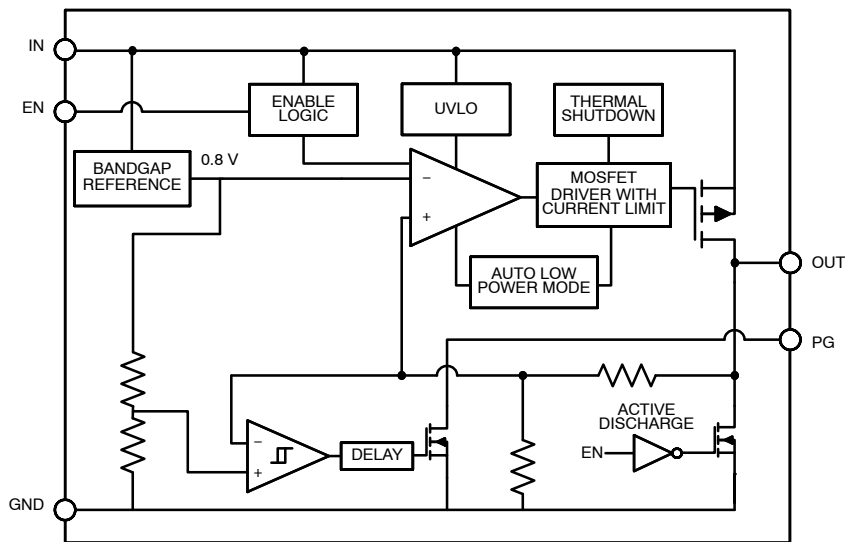 IN
EN
ENABLE
LOGIC
UVLO
THERMAL
SHUTDOWN
BANDGAP
REFERENCE
0.8 V
−
+
MOSFET
DRIVER WITH
CURRENT LIMIT
AUTO LOW
POWER MODE
OUT
PG
ACTIVE
DISCHARGE
−
+
DELAY
EN
GND